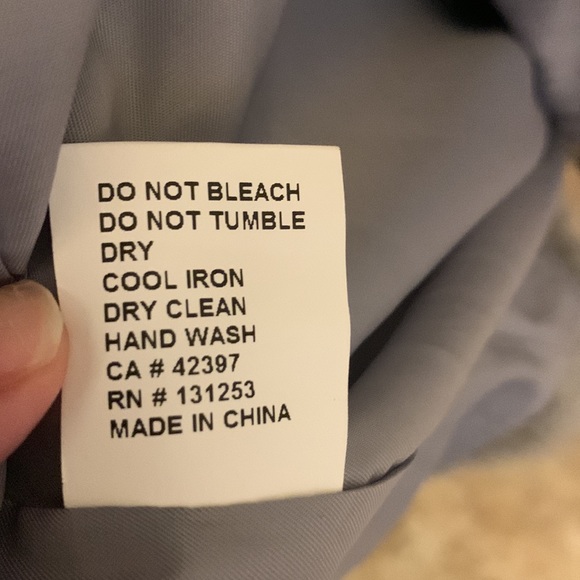 DO NOT BLEACH
DO NOT TUMBLE
DRY
COOL IRON
DRY CLEAN
HAND WASH
CA # 42397
RN # 131253
MADE IN CHINA